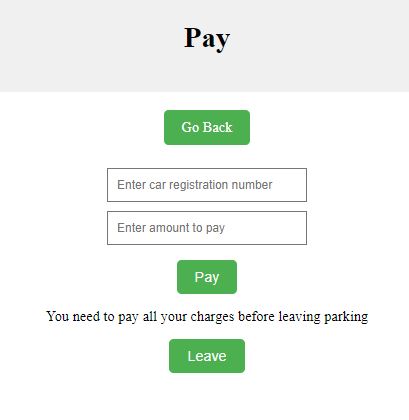 Pay
Go Back
Enter car registration number
Enter amount to pay
Pay
You need to pay all your charges before leaving parking
Leave